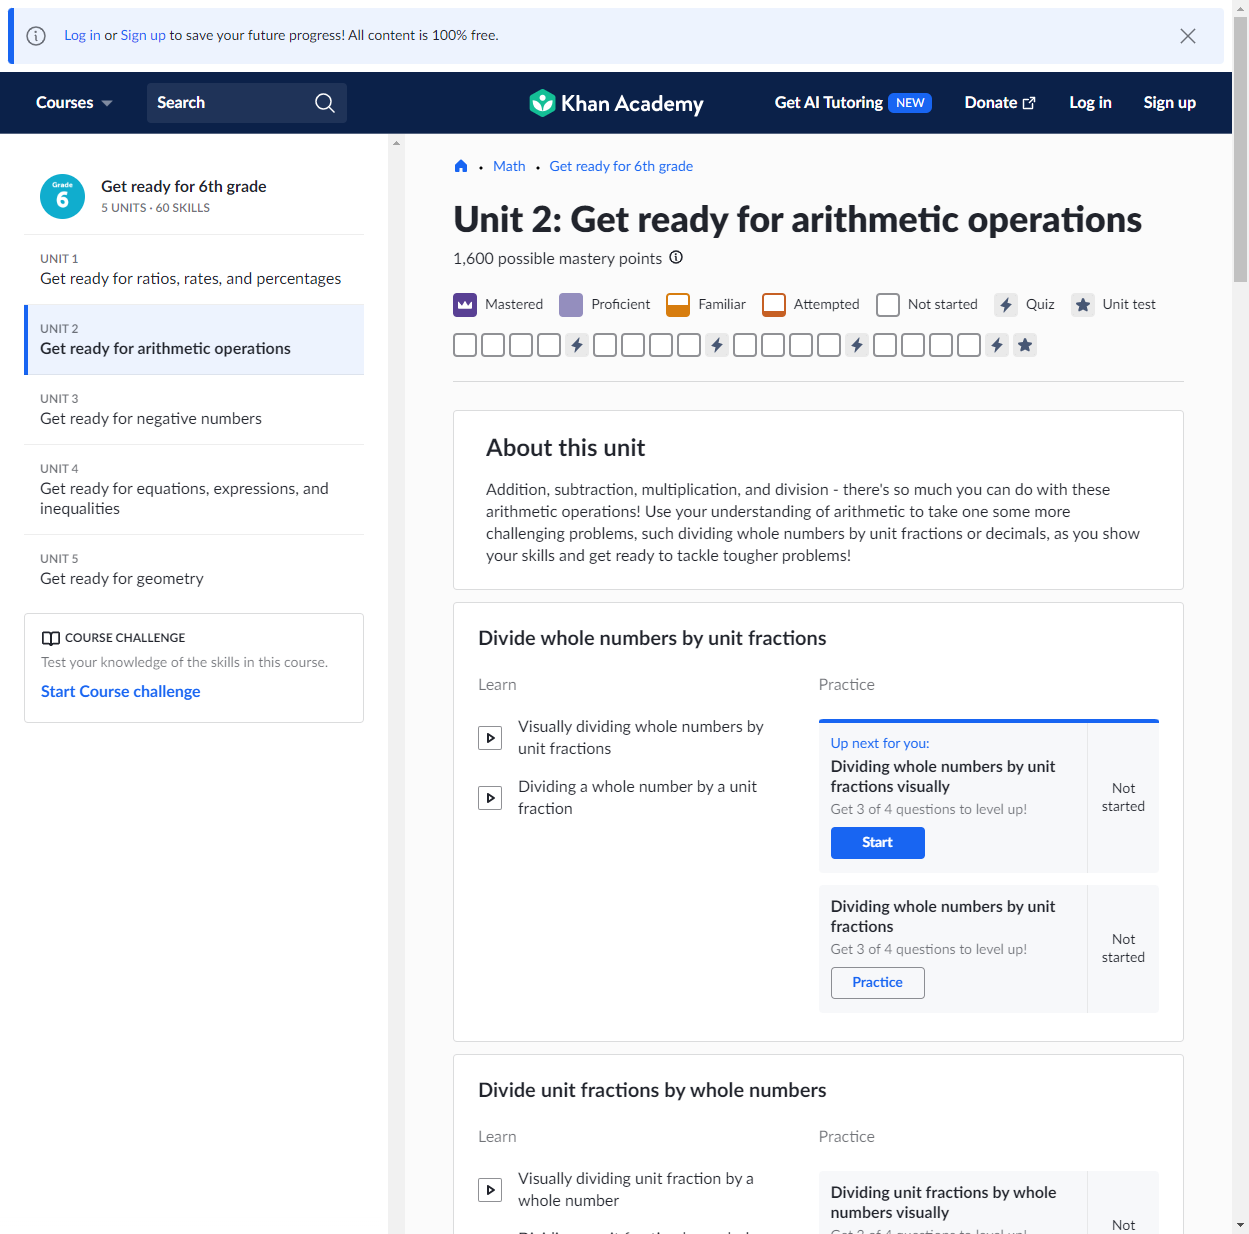 Log in or Sign up to save your future progress! All content is 100% free.
Courses
Search
Khan Academy
Get AI Tutoring NEW
Donate
Log in
Sign up
Grade
6
Get ready for 6th grade
5 UNITS · 60 SKILLS
UNIT 1
Get ready for ratios, rates, and percentages
UNIT 2
Get ready for arithmetic operations
UNIT 3
Get ready for negative numbers
UNIT 4
Get ready for equations, expressions, and
inequalities
UNIT 5
Get ready for geometry
COURSE CHALLENGE
Test your knowledge of the skills in this course.
Start Course challenge
• Math • Get ready for 6th grade
Unit 2: Get ready for arithmetic operations
1,600 possible mastery points
Mastered Proficient Familiar Attempted Not started Quiz Unit test
About this unit
Addition, subtraction, multiplication, and division - there's so much you can do with these
arithmetic operations! Use your understanding of arithmetic to take one some more
challenging problems, such dividing whole numbers by unit fractions or decimals, as you show
your skills and get ready to tackle tougher problems!
Divide whole numbers by unit fractions
Learn
Visually dividing whole numbers by
unit fractions
Dividing a whole number by a unit
fraction
Practice
Up next for you:
Dividing whole numbers by unit
fractions visually
Get 3 of 4 questions to level up!
Start
Not
started
Dividing whole numbers by unit
fractions
Get 3 of 4 questions to level up!
Practice
Not
started
Divide unit fractions by whole numbers
Learn
Visually dividing unit fraction by a
whole number
Practice
Dividing unit fractions by whole
numbers visually
Not